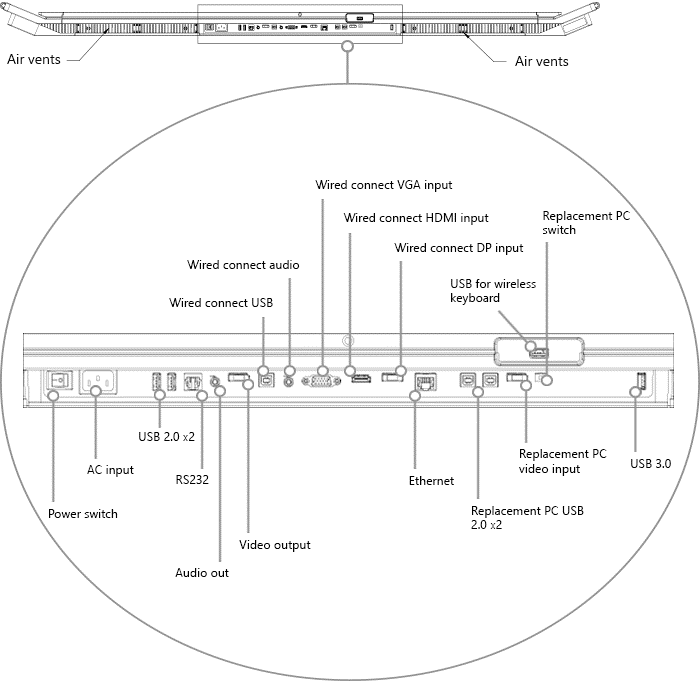 Air vents
Air vents
Wired connect VGA input
Wired connect HDMI input
Replacement PC
switch
Wired connect DP input
Wired connect audio
USB for wireless
keyboard
Wired connect USB
USB 2.0 x2
AC input
RS232
Replacement PC
video input
USB 3.0
Ethernet
Power switch
Replacement PC USB
2.0 x2
Video output
Audio out